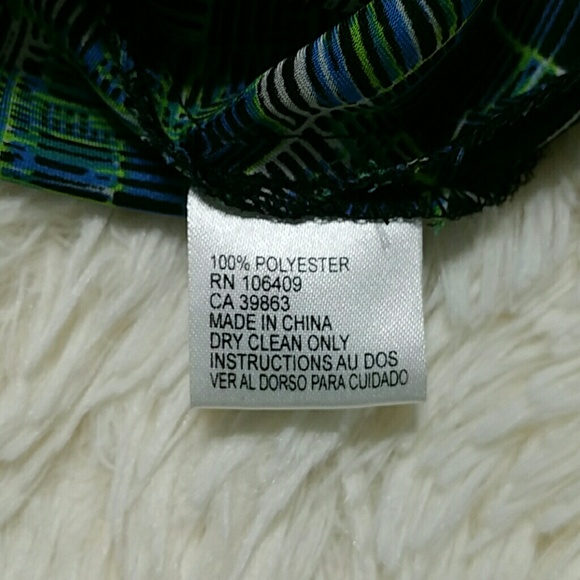 100% POLYESTER
RN 106409
CA 39863
MADE IN CHINA
DRY CLEAN ONLY
INSTRUCTIONS AU DOS
VER AL DORSO PARA CUIDADO